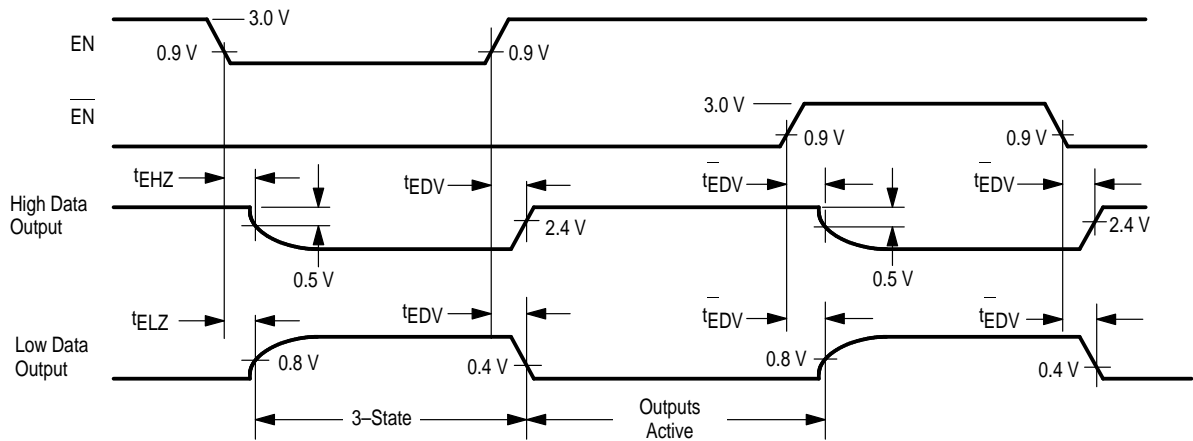 3.0 V
EN
0.9 V
0.9 V
3.0 V
EN
0.9 V
0.9 V
tEHZ
tEDV
tEDV
tEDV
High Data
Output
2.4 V
2.4 V
0.5 V
0.5 V
tELZ
tEDV
tEDV
tEDV
Low Data
Output
0.8 V
0.4 V
0.8 V
0.4 V
3–State
Outputs
Active